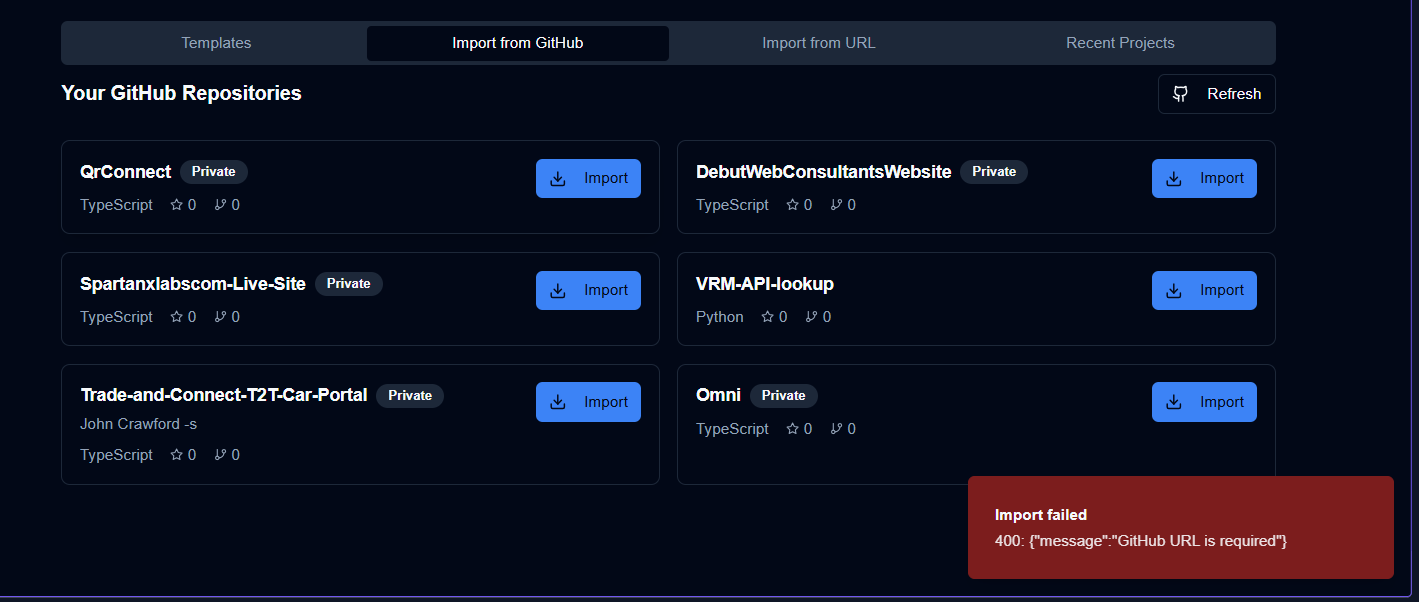 Templates Import from GitHub Import from URL Recent Projects
Your GitHub Repositories Refresh
QrConnect Private Import
TypeScript 0 0
DebutWebConsultantsWebsite Private Import
TypeScript 0 0
Spartanxlabscom-Live-Site Private Import
TypeScript 0 0
VRM-API-lookup Import
Python 0 0
Trade-and-Connect-T2T-Car-Portal Private Import
John Crawford -s
TypeScript 0 0
Omni Private Import
TypeScript 0 0
Import failed
400: {"message":"GitHub URL is required"}